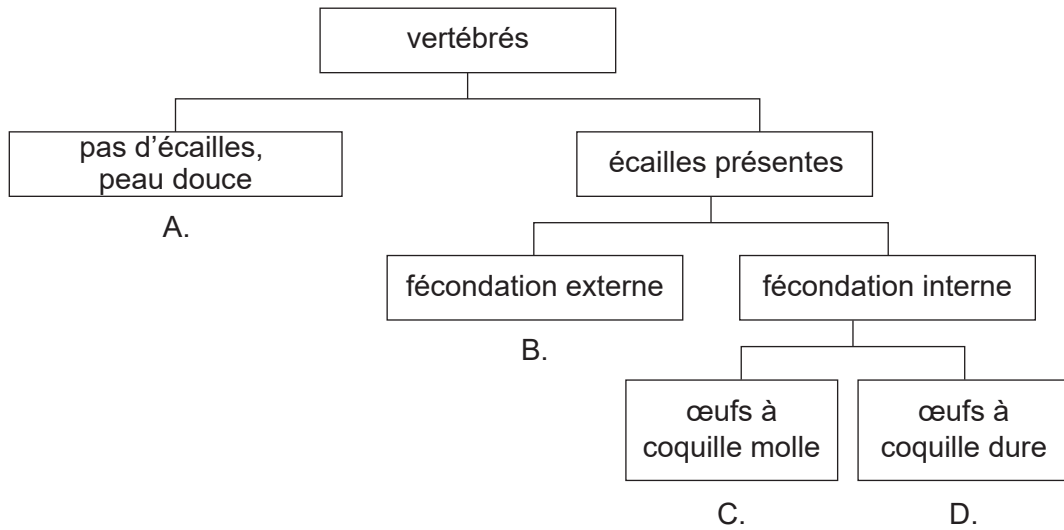 vertébrés
pas d'écailles,
peau douce
écailles présentes
A.
fécondation externe
fécondation interne
B.
œufs à
coquille molle
œufs à
coquille dure
C.
D.